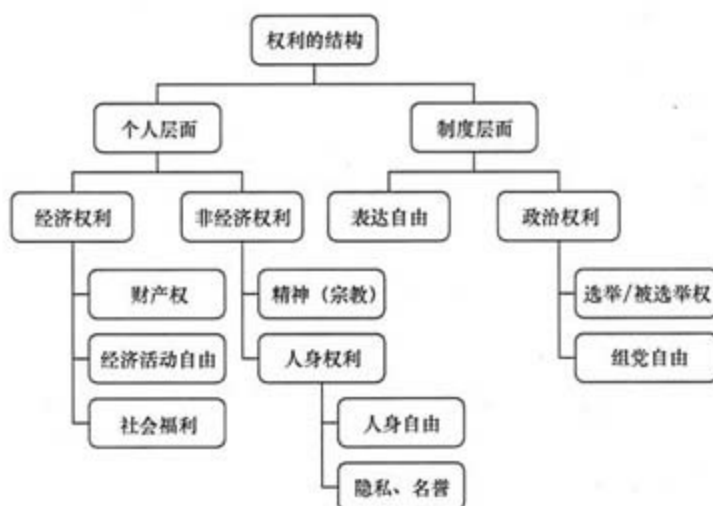 权利的结构
个人层面
制度层面
经济权利
非经济权利
表达自由
政治权利
财产权
精神（宗教）
选举/被选举权
经济活动自由
人身权利
组党自由
社会福利
人身自由
隐私、名誉